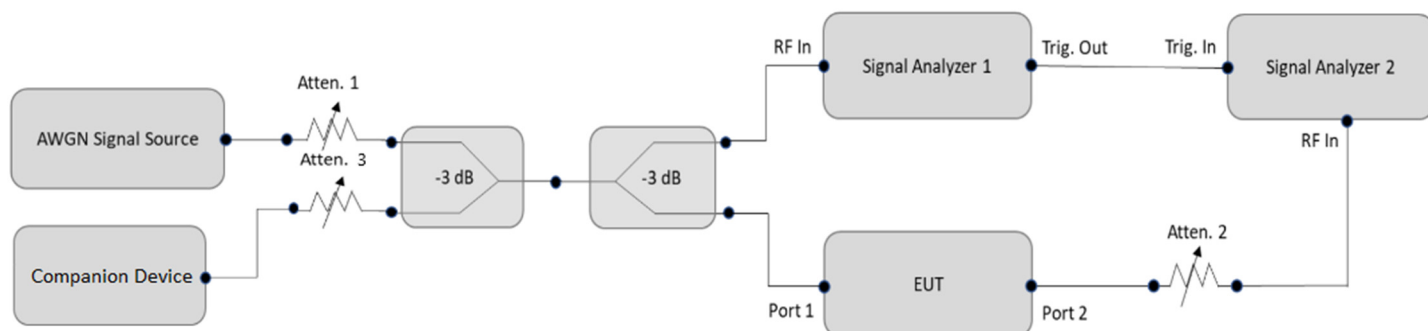 RF In
Signal Analyzer 1
Trig. Out
Trig. In
Signal Analyzer 2
Atten. 1
AWGN Signal Source
RF In
Atten. 3
-3 dB
-3 dB
Companion Device
Atten. 2
EUT
Port 1
Port 2